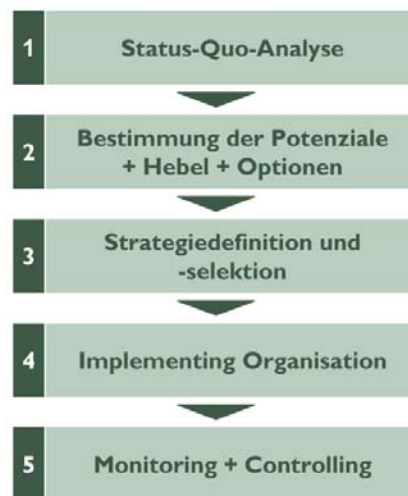 1 Status-Quo-Analyse
2 Bestimmung der Potenziale
+ Hebel + Optionen
3 Strategiedefinition und
-selektion
4 Implementing Organisation
5 Monitoring + Controlling